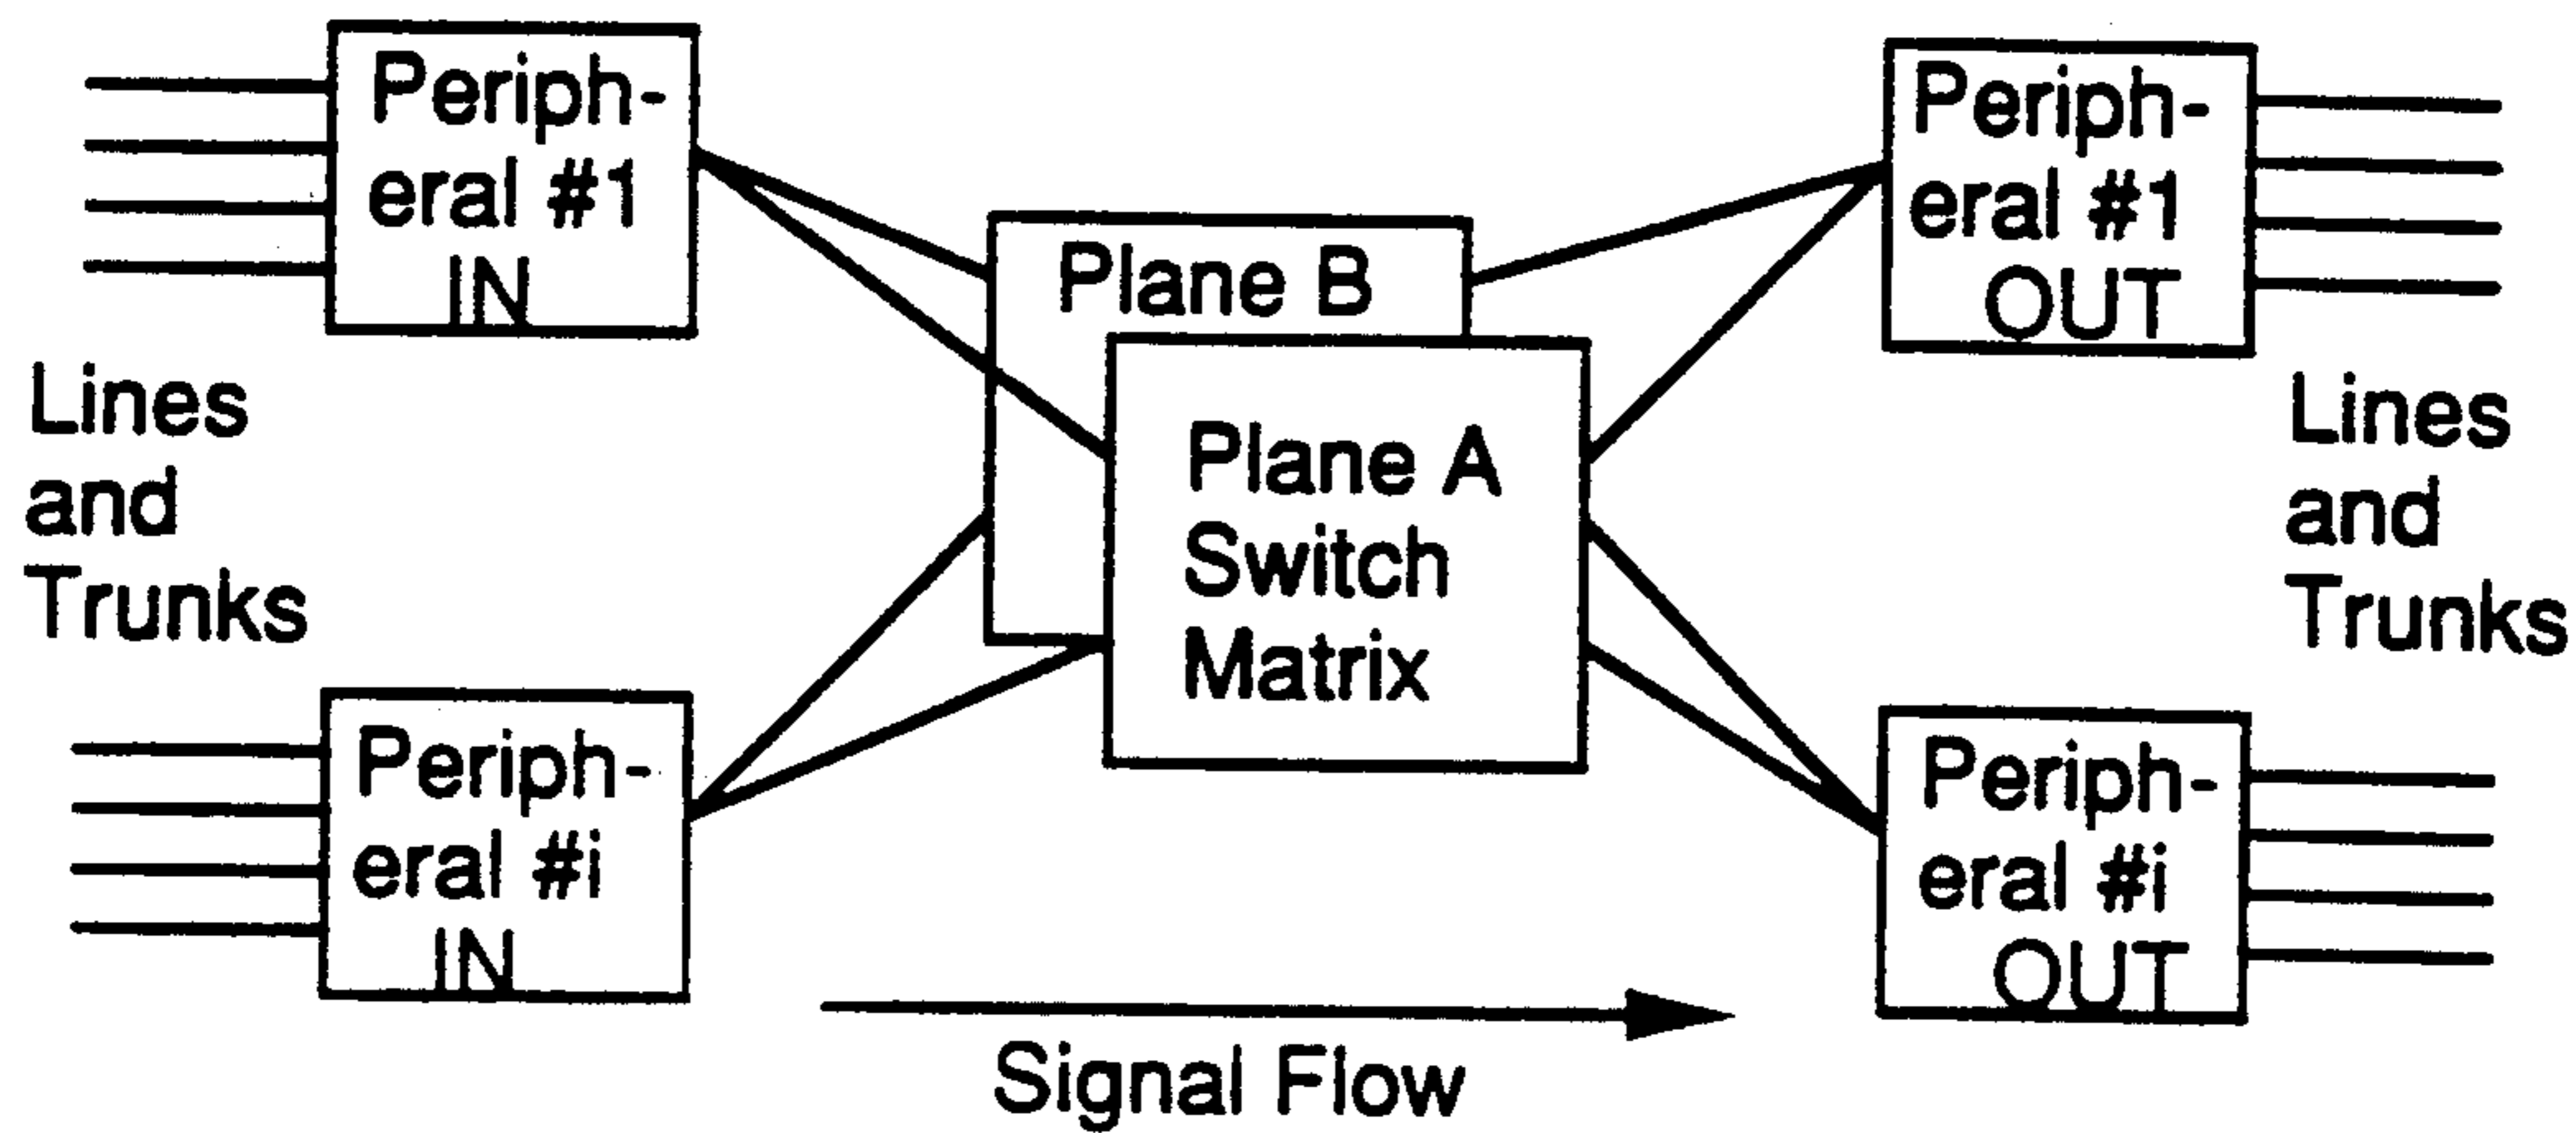 Periph-
eral #1
IN
Periph-
eral #1
OUT
Plane B
Plane A
Switch
Matrix
Lines
and
Trunks
Lines
and
Trunks
Periph-
eral #i
IN
Periph-
eral #i
OUT
Signal Flow